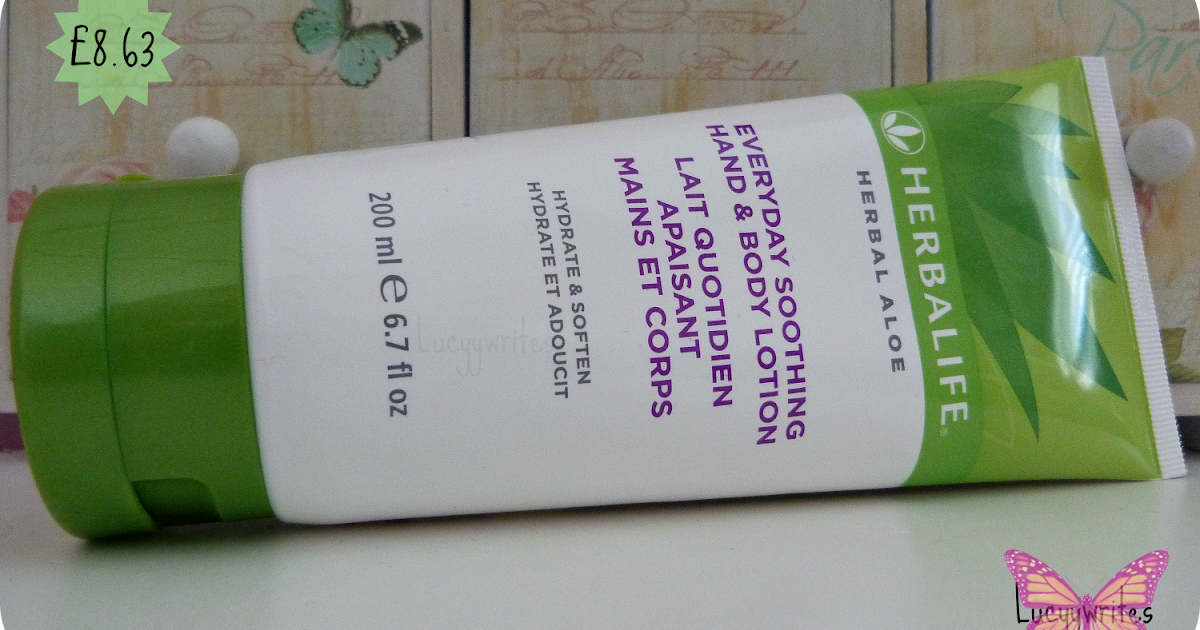 £8.63
HERBALIFE®
HERBAL ALOE
EVERYDAY SOOTHING
HAND & BODY LOTION
LAIT QUOTIDIEN
APAISANT
MAINS ET CORPS
HYDRATE & SOFTEN
HYDRATE ET ADOUCIT
200 ml e 6.7 fl oz
Lucyywrites
Par
Lucyywrites